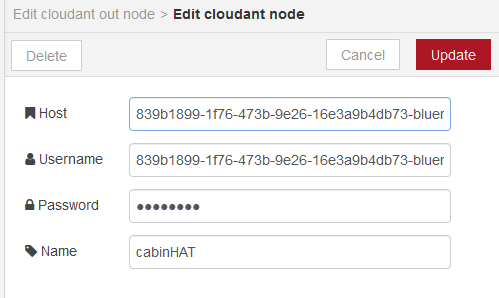 Edit cloudant out node > Edit cloudant node
Delete
Cancel
Update
Host
839b1899-1f76-473b-9e26-16e3a9b4db73-bluer
Username
839b1899-1f76-473b-9e26-16e3a9b4db73-bluer
Password
●●●●●●●●
Name
cabinHAT